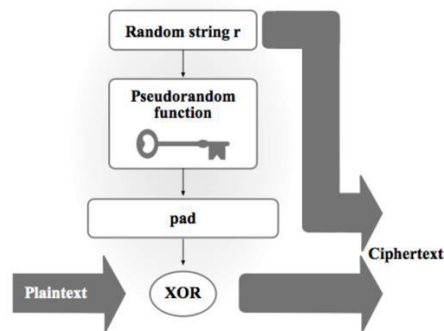 Random string r
Pseudorandom
function
pad
Ciphertext
Plaintext
XOR